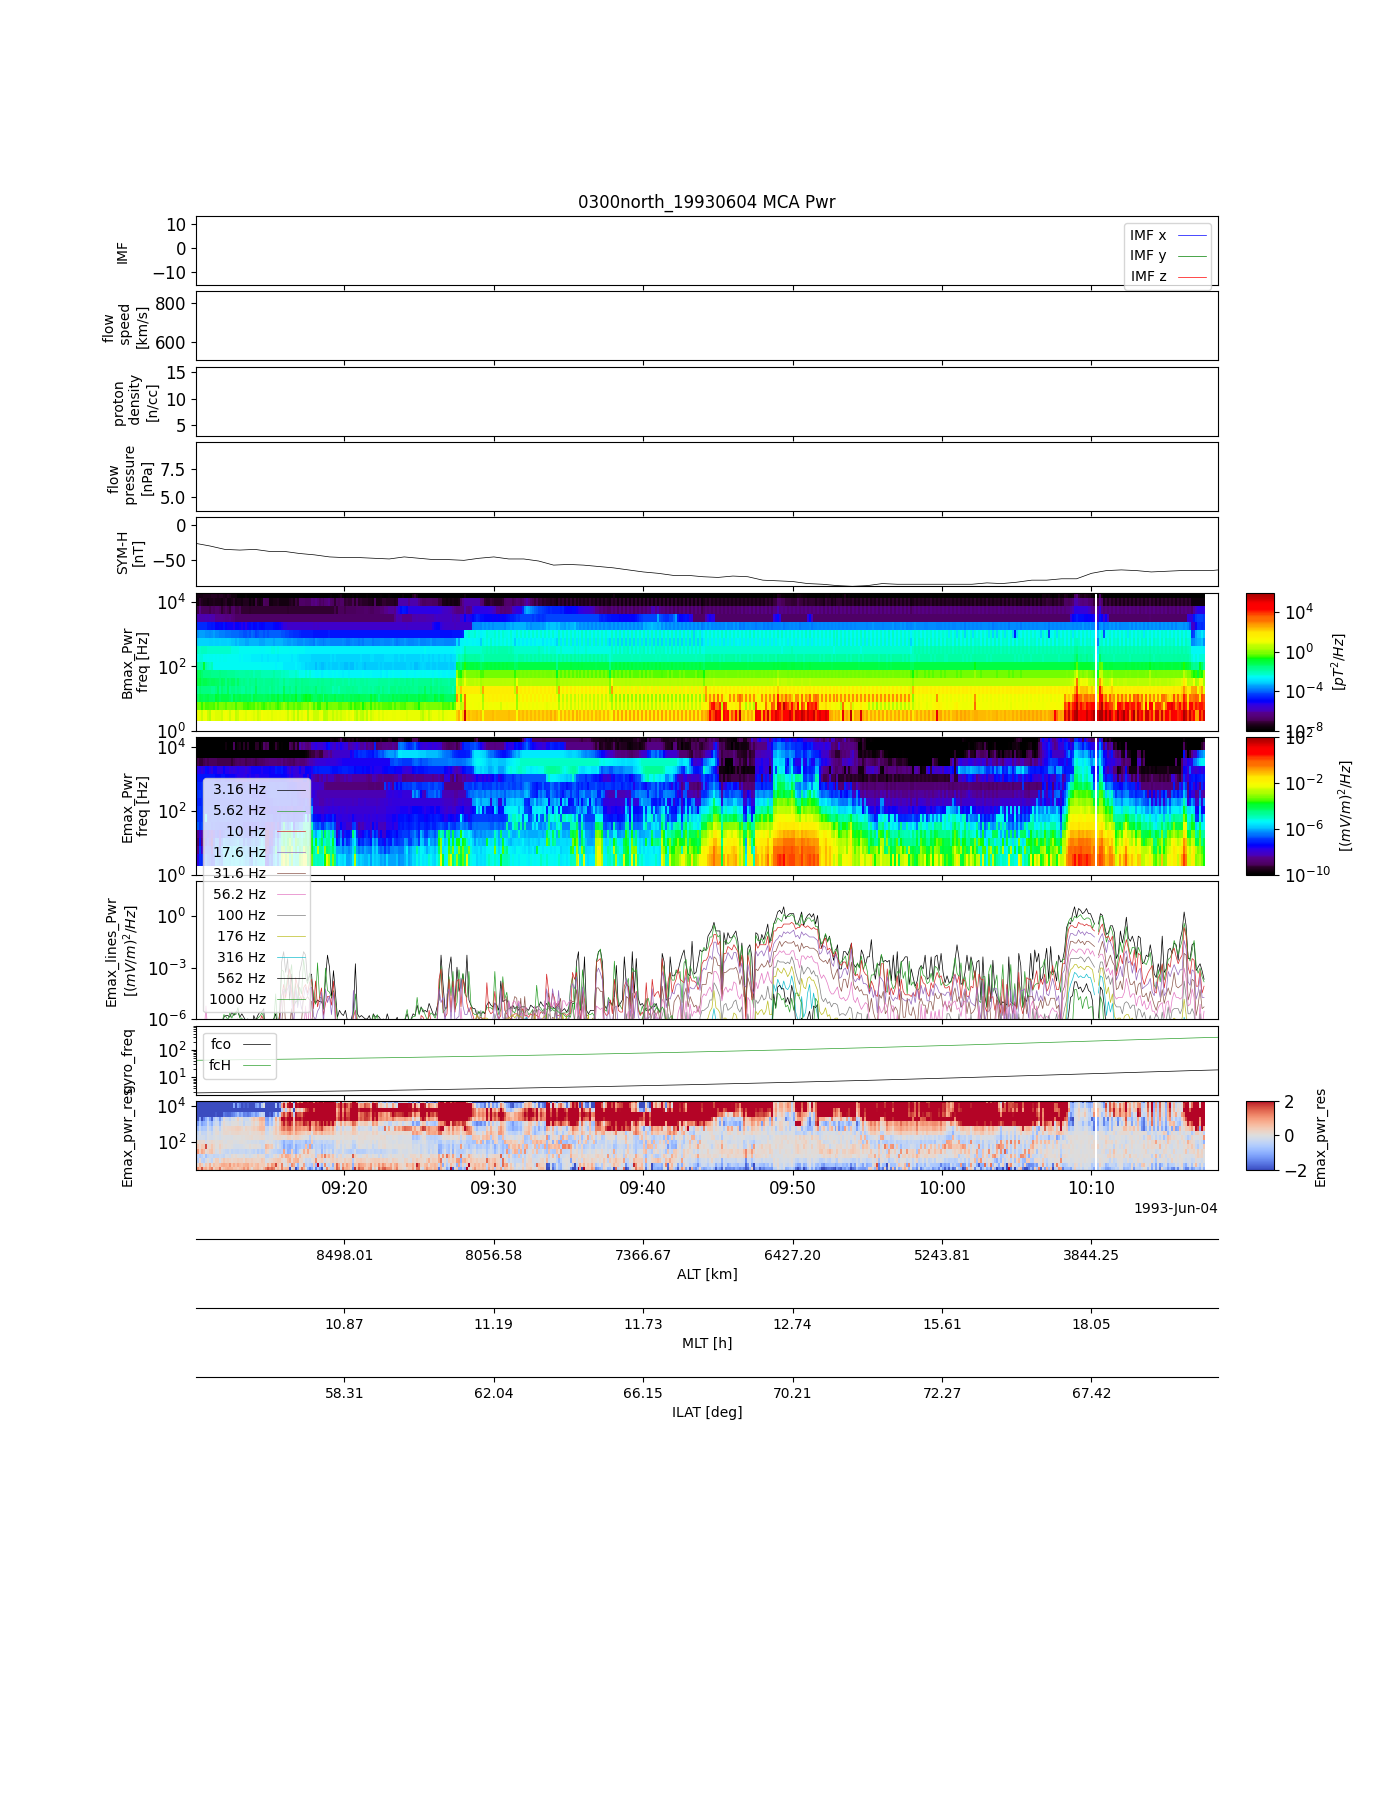 0300north_19930604 MCA Pwr
10
0
−10
IMF
IMF x
IMF y
IMF z
800
600
flow
speed
[km/s]
15
10
5
proton
density
[n/cc]
7.5
5.0
flow
pressure
[nPa]
0
−50
SYM-H
[nT]
10^4
10^2
10^0
Bmax_Pwr
freq [Hz]
10^4
10^0
10^−4
10^−8
[pT^2/Hz]
10^4
10^2
10^0
Emax_Pwr
freq [Hz]
10^2
10^−2
10^−6
10^−10
[(mV/m)^2/Hz]
3.16 Hz
5.62 Hz
10 Hz
17.6 Hz
31.6 Hz
56.2 Hz
100 Hz
176 Hz
316 Hz
562 Hz
1000 Hz
10^0
10^−3
10^−6
Emax_lines_Pwr
[(mV/m)^2/Hz]
10^2
10^1
gyro_freq
fco
fcH
10^4
10^2
Emax_pwr_res
2
0
−2
Emax_pwr_res
09:20 09:30 09:40 09:50 10:00 10:10
1993-Jun-04
8498.01 8056.58 7366.67 6427.20 5243.81 3844.25
ALT [km]
10.87 11.19 11.73 12.74 15.61 18.05
MLT [h]
58.31 62.04 66.15 70.21 72.27 67.42
ILAT [deg]